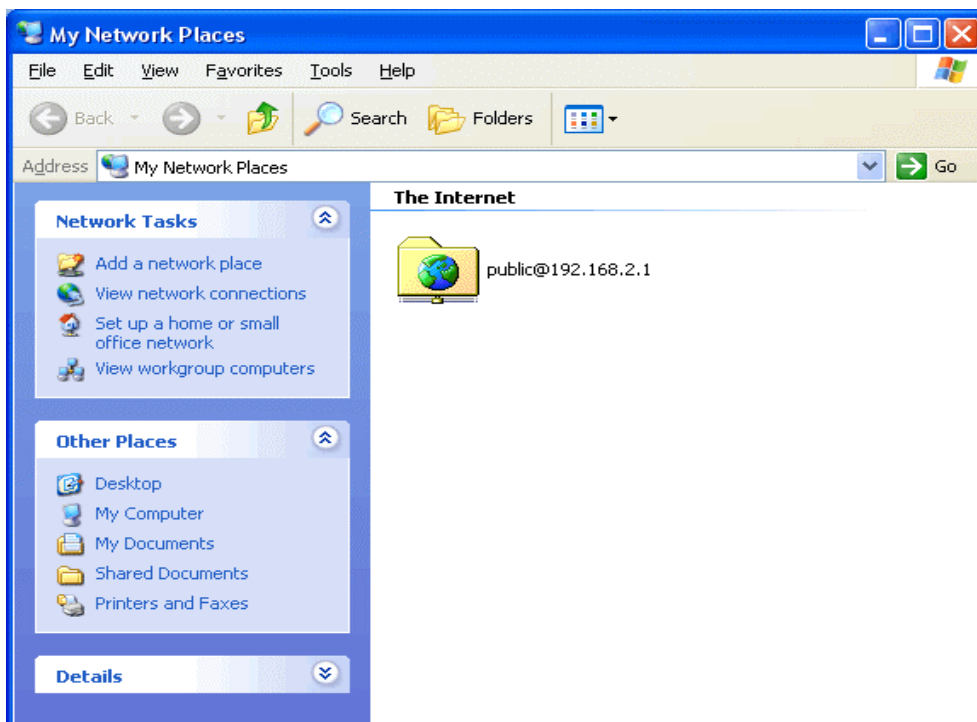 My Network Places
File Edit View Favorites Tools Help
Back Search Folders
Address My Network Places Go
Network Tasks
Add a network place
View network connections
Set up a home or small
office network
View workgroup computers
Other Places
Desktop
My Computer
My Documents
Shared Documents
Printers and Faxes
Details
The Internet
public@192.168.2.1